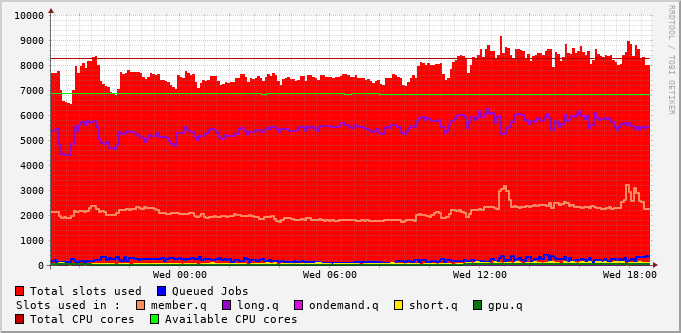 10000
9000
8000
7000
6000
5000
4000
3000
2000
1000
0
Wed 00:00 Wed 06:00 Wed 12:00 Wed 18:00
Total slots used Queued Jobs
Slots used in : member.q long.q ondemand.q short.q gpu.q
Total CPU cores Available CPU cores
RRDTOOL / TOBI OETIKER